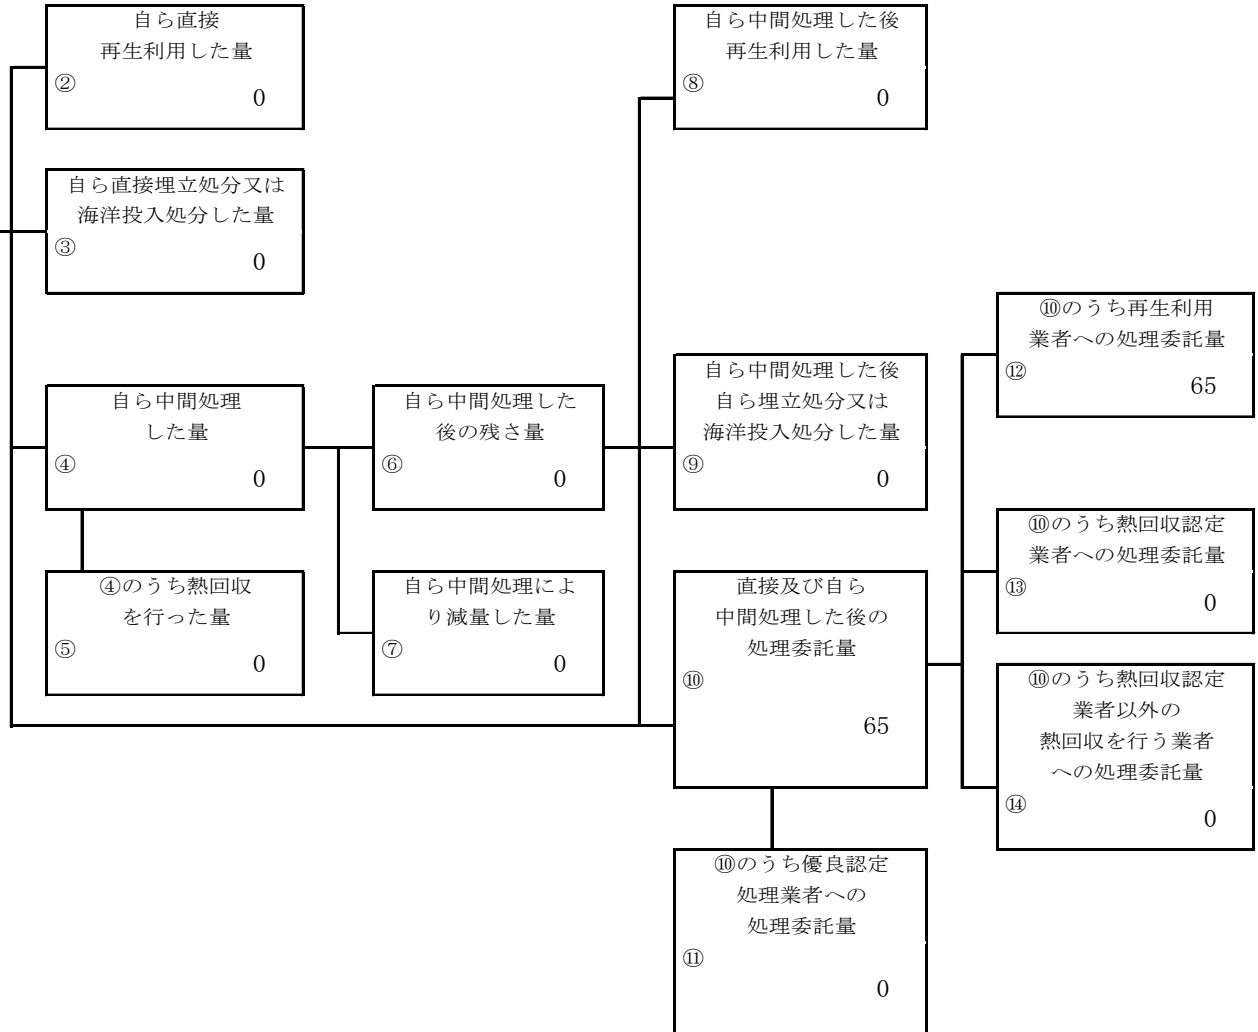 自ら直接
再生利用した量
②
0
自ら中間処理した後
再生利用した量
⑧
0
自ら直接埋立処分又は
海洋投入処分した量
③
0
⑩のうち再生利用
業者への処理委託量
⑫
65
自ら中間処理
した量
④
0
自ら中間処理した
後の残さ量
⑥
0
自ら中間処理した後
自ら埋立処分又は
海洋投入処分した量
⑨
0
⑩のうち熱回収認定
業者への処理委託量
⑬
0
④のうち熱回収
を行った量
⑤
0
自ら中間処理によ
り減量した量
⑦
0
直接及び自ら
中間処理した後の
処理委託量
⑩
65
⑩のうち熱回収認定
業者以外の
熱回収を行う業者
への処理委託量
⑭
0
⑩のうち優良認定
処理業者への
処理委託量
⑪
0